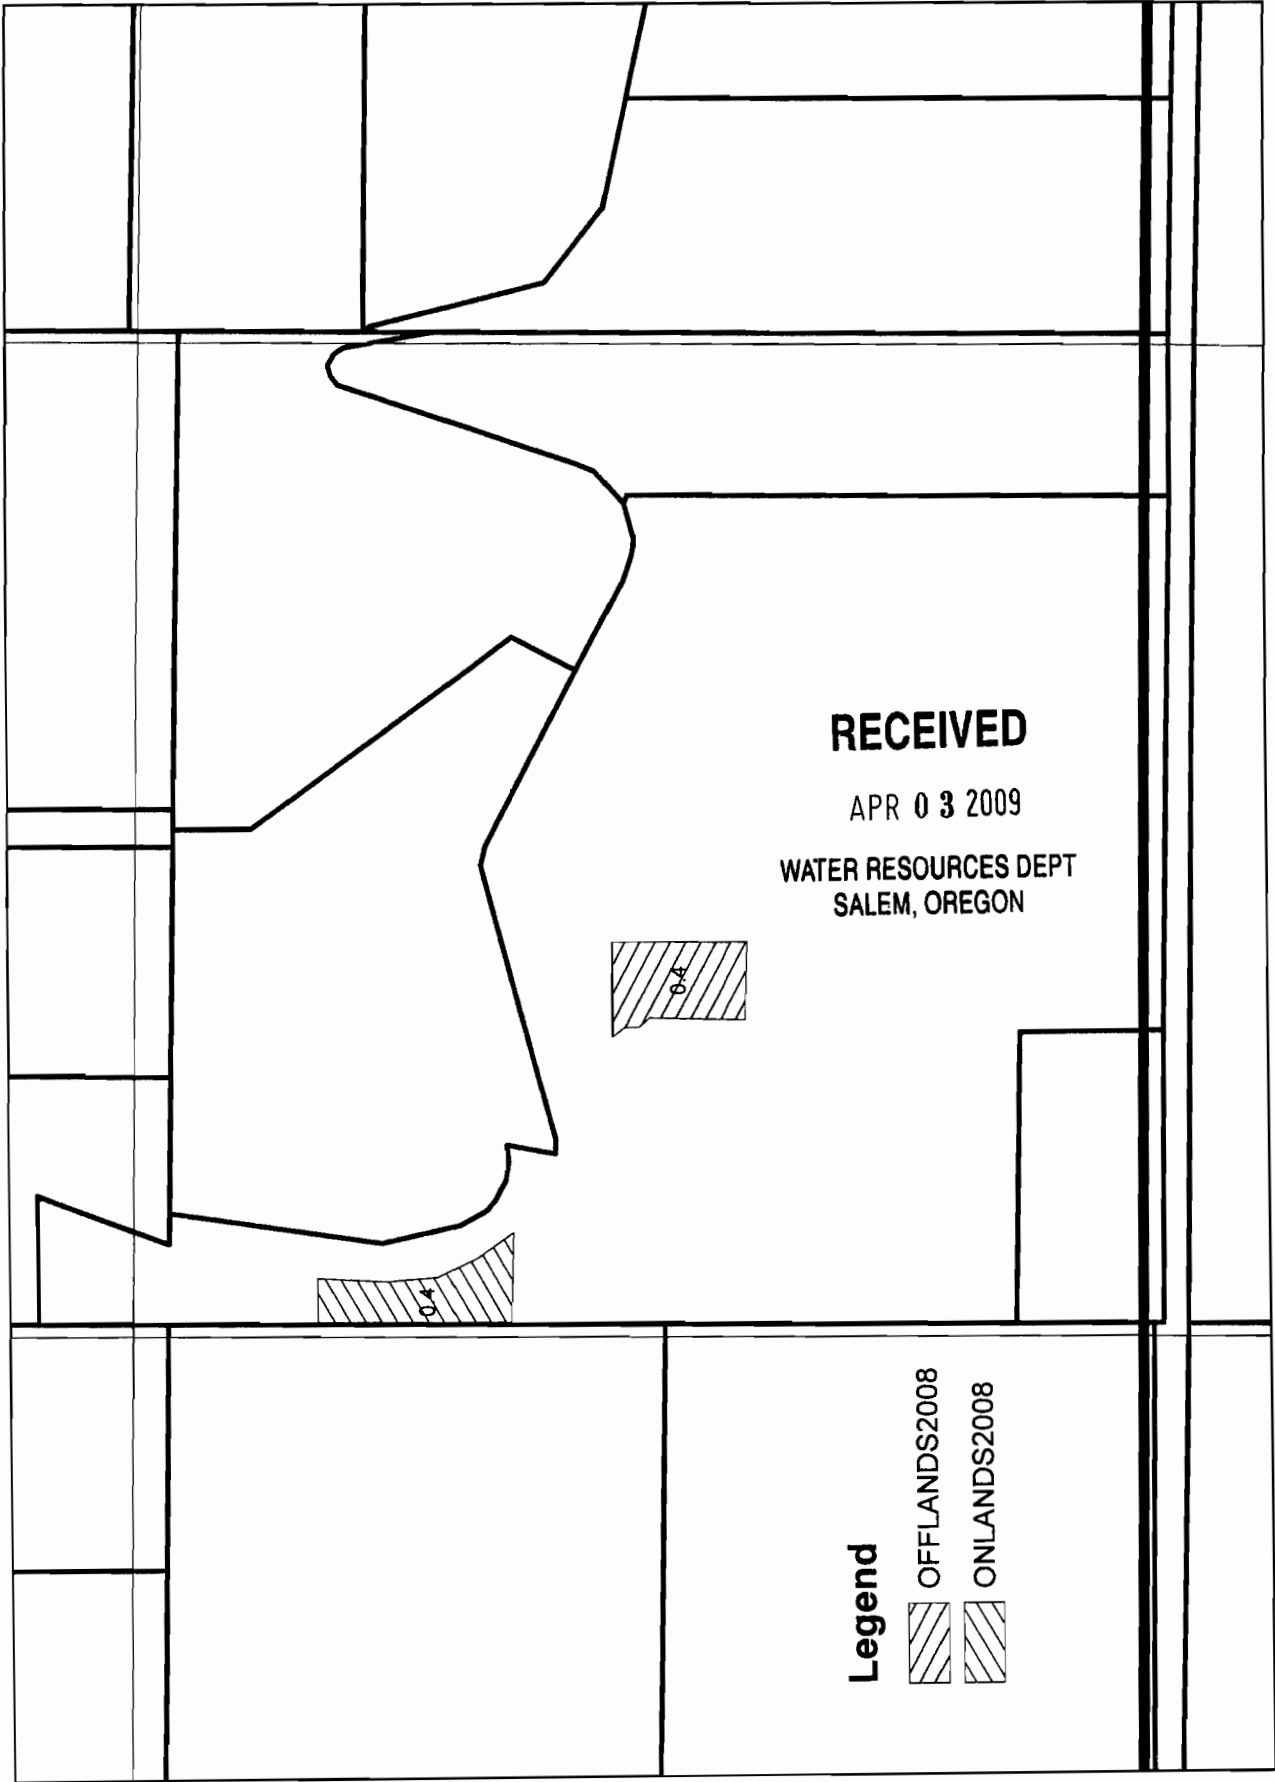 RECEIVED
APR 03 2009
WATER RESOURCES DEPT
SALEM, OREGON
0.4
0.4
Legend
OFFLANDS2008
ONLANDS2008